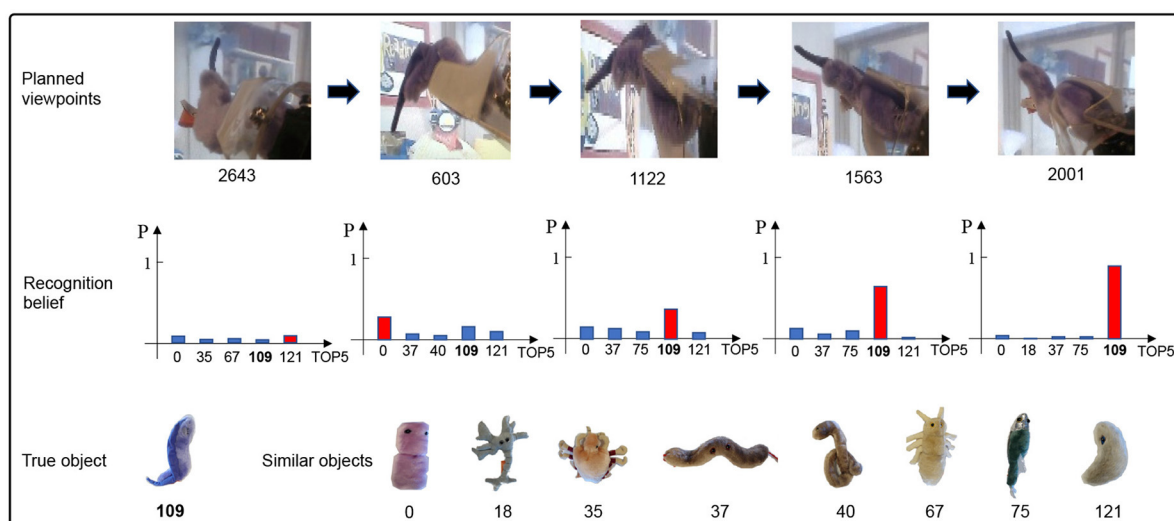 Planned
viewpoints
2643 603 1122 1563 2001
Recognition
belief
P
1
0 35 67 109 121 TOP5
1
0 37 40 109 121 TOP5
P
1
0 37 75 109 121 TOP5
P
1
0 37 75 109 121 TOP5
P
1
0 18 37 75 109 TOP5
True object
Similar objects
109 0 18 35 37 40 67 75 121